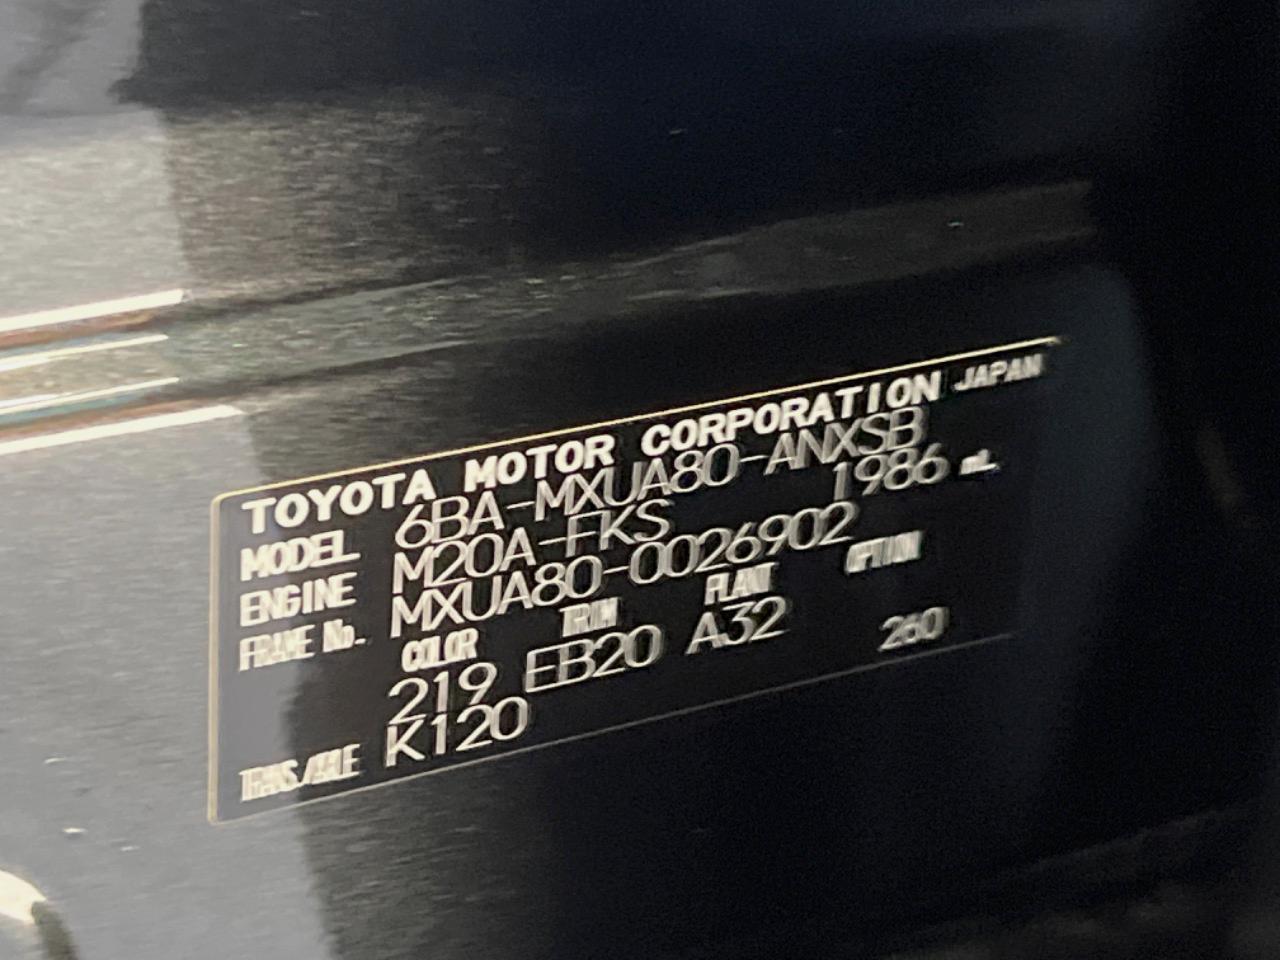 TOYOTA MOTOR CORPORATION JAPAN
MODEL 6BA-MXUA80-ANXSB
ENGINE M20A-FKS 1986 mL
FRAME No. MXUA80-0026902
COLOR TRIM PLANT OPTION
219 EB20 A32 260
TRANS./AXLE K120